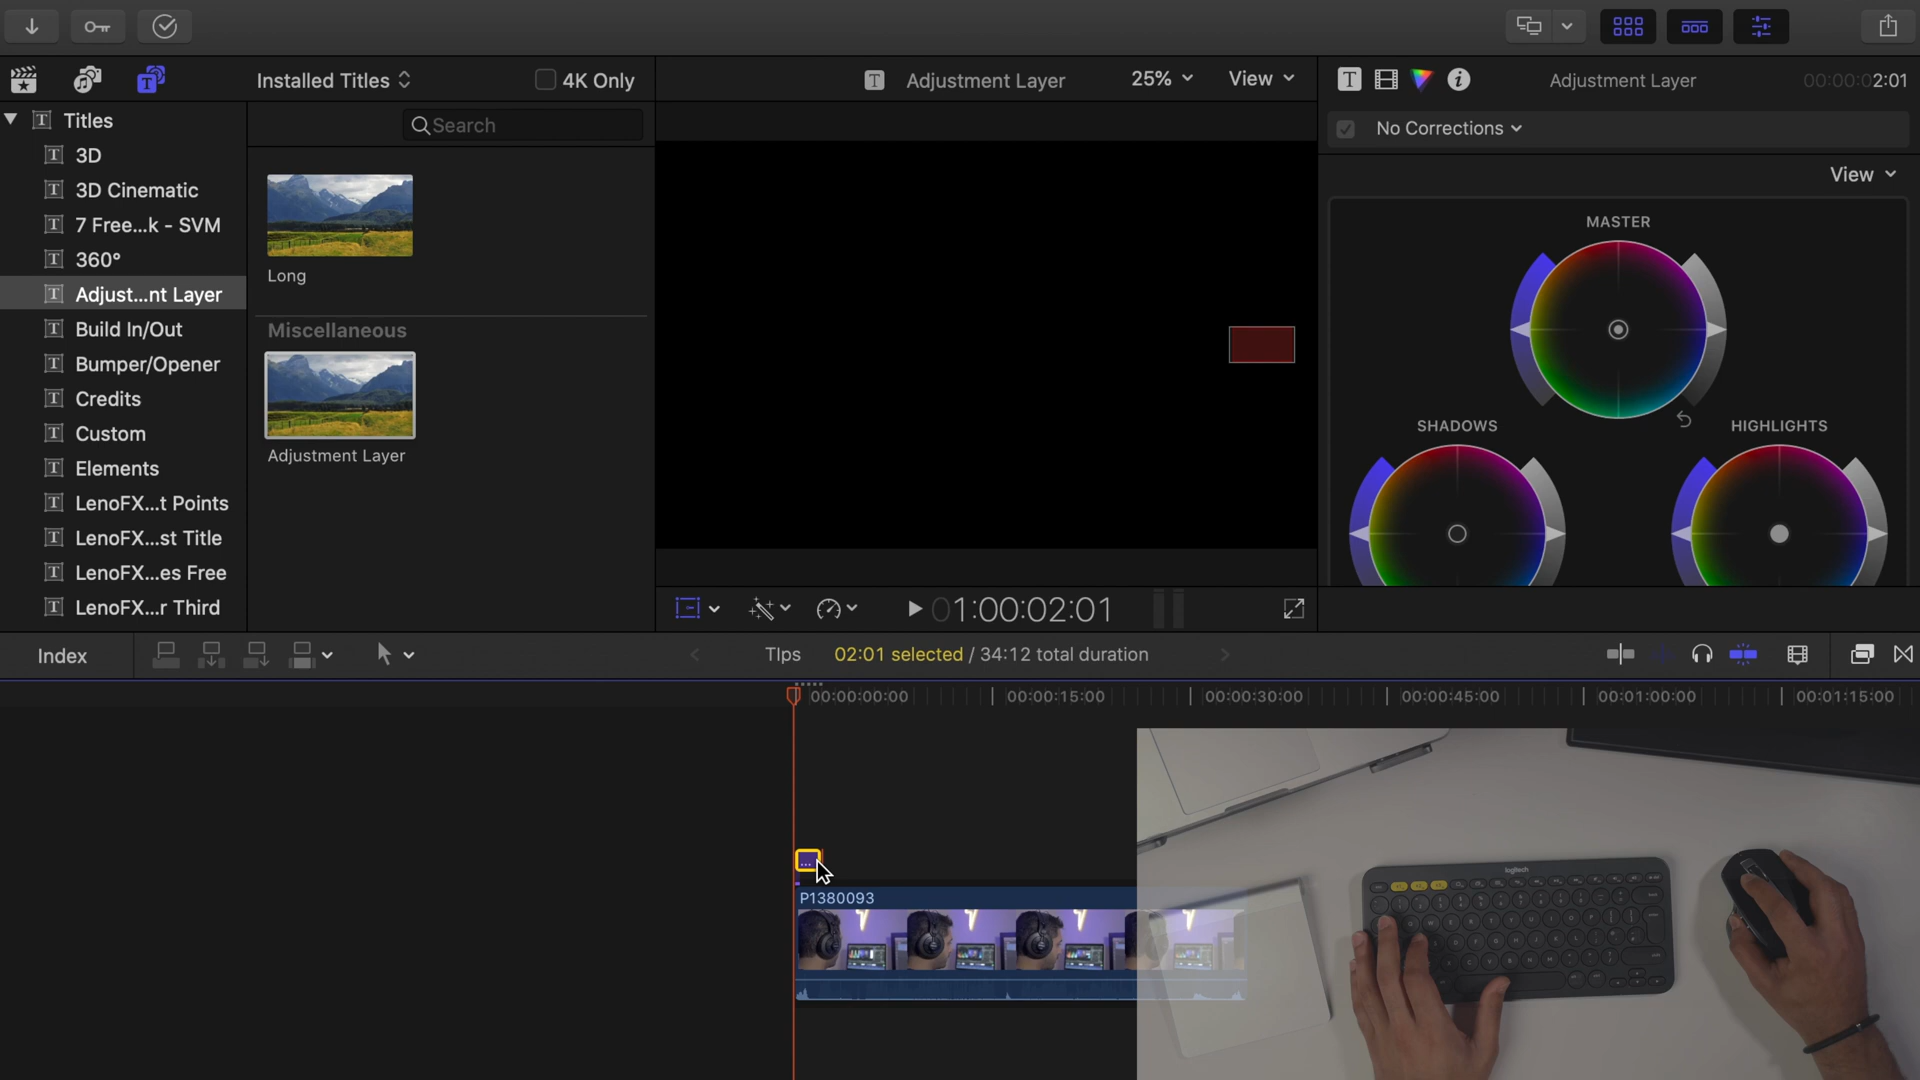 Installed Titles
4K Only
Adjustment Layer
25%
View
Adjustment Layer
00:00:02:01
Titles
Search
No Corrections
3D
3D Cinematic
7 Free...k - SVM
360°
Adjust...nt Layer
Build In/Out
Bumper/Opener
Credits
Custom
Elements
LenoFX...t Points
LenoFX...st Title
LenoFX...es Free
LenoFX...r Third
Long
Miscellaneous
Adjustment Layer
View
MASTER
SHADOWS
HIGHLIGHTS
01:00:02:01
Index
TIps
02:01 selected / 34:12 total duration
00:00:00:00
00:00:15:00
00:00:30:00
00:00:45:00
00:01:00:00
00:01:15:00
...
P1380093
logitech